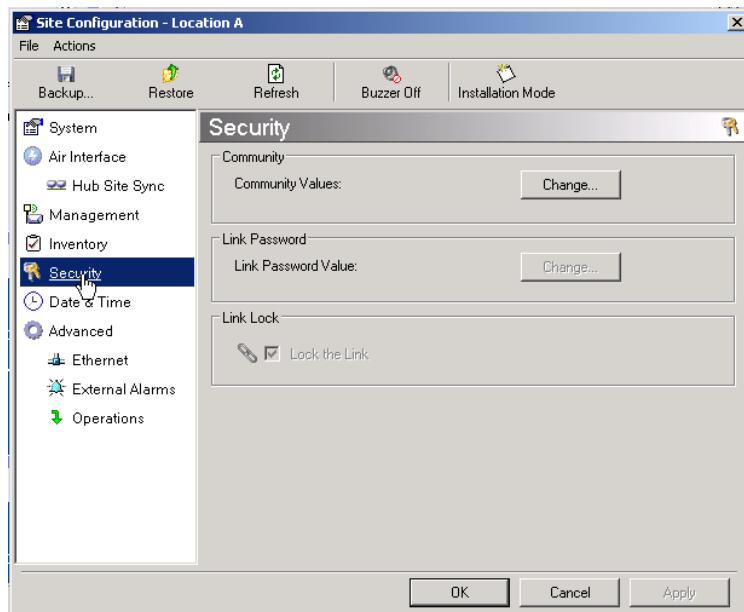 Site Configuration - Location A
File Actions
Backup... Restore Refresh Buzzer Off Installation Mode
System
Air Interface
Hub Site Sync
Management
Inventory
Security
Date & Time
Advanced
Ethernet
External Alarms
Operations
Security
Community
Community Values: Change...
Link Password
Link Password Value: Change...
Link Lock
Lock the Link
OK Cancel Apply